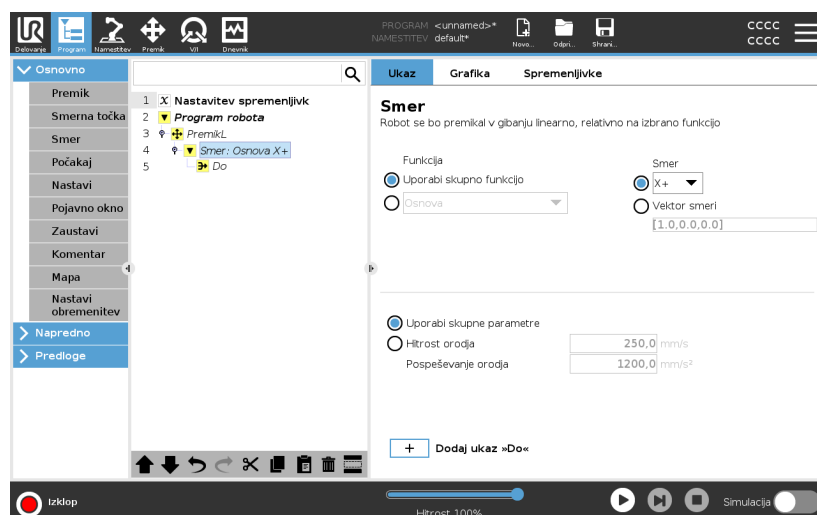 PROGRAM <unnamed>*
NAMESTITEV default*
CCCC
CCCC
Delovanje Program Namestitev Premik V/I Dnevnik Novo... Odpri... Shrani...
Osnovno
Premik
Smerna točka
Smer
Počakaj
Nastavi
Pojavno okno
Zaustavi
Komentar
Mapa
Nastavi
obremenitev
Napredno
Predloge
1 X Nastavitev spremenljivk
2 Program robota
3 PremikL
4 Smer: Osnova X+
5 Do
Ukaz Grafika Spremenljivke
Smer
Robot se bo premikal v gibanju linearno, relativno na izbrano funkcijo
Funkcija
Uporabi skupno funkcijo
Osnova
Smer
X+
Vektor smeri
[1.0,0.0,0.0]
Uporabi skupne parametre
Hitrost orodja 250,0 mm/s
Pospeševanje orodja 1200,0 mm/s²
+ Dodaj ukaz »Do«
Izklop
Hitrost 100%
Simulacija